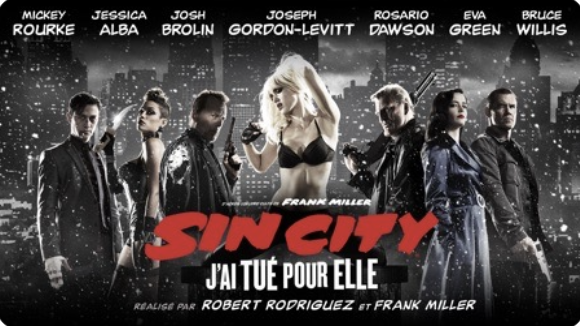 MICKEY ROURKE
JESSICA ALBA
JOSH BROLIN
JOSEPH GORDON-LEVITT
ROSARIO DAWSON
EVA GREEN
BRUCE WILLIS
FRANK MILLER
SIN CITY
J'AI TUÉ POUR ELLE
RÉALISÉ PAR ROBERT RODRIGUEZ ET FRANK MILLER